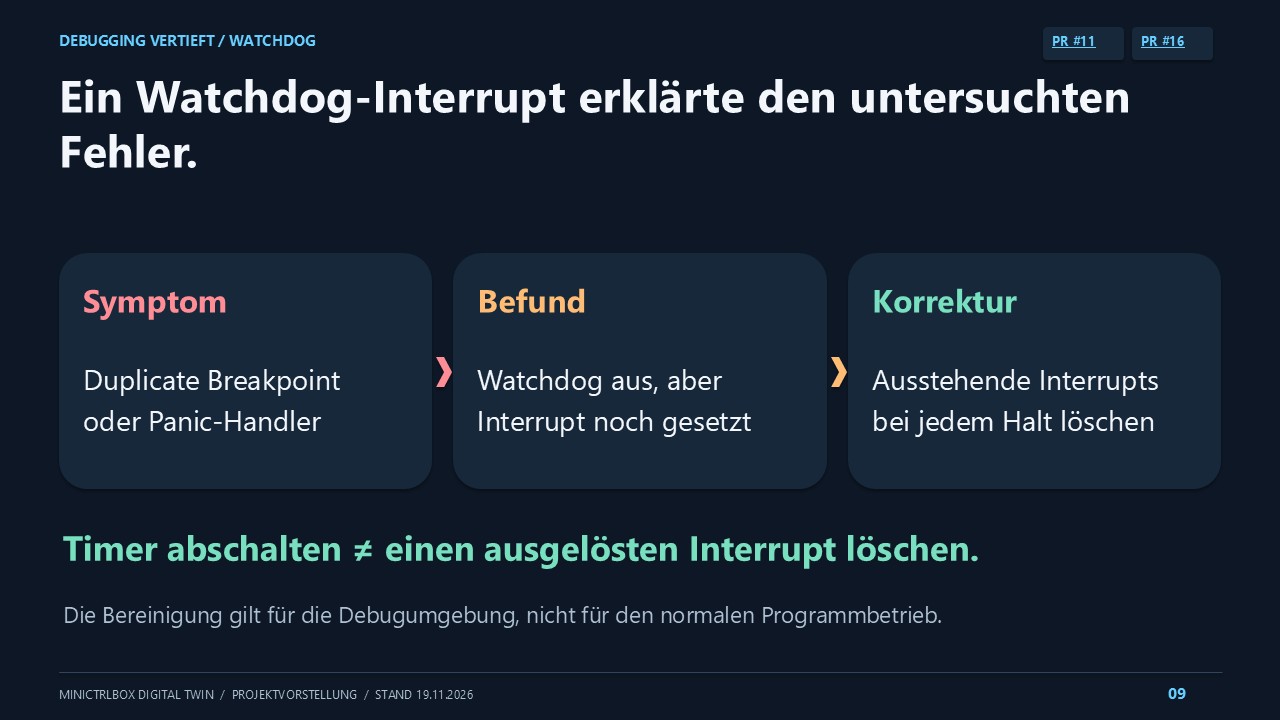 DEBUGGING VERTIEFT / WATCHDOG
PR #11
PR #16
Ein Watchdog-Interrupt erklärte den untersuchten
Fehler.
Symptom
Duplicate Breakpoint
oder Panic-Handler
❯
Befund
Watchdog aus, aber
Interrupt noch gesetzt
❯
Korrektur
Ausstehende Interrupts
bei jedem Halt löschen
Timer abschalten ≠ einen ausgelösten Interrupt löschen.
Die Bereinigung gilt für die Debugumgebung, nicht für den normalen Programmbetrieb.
MINICTRLBOX DIGITAL TWIN / PROJEKTVORSTELLUNG / STAND 19.11.2026
09